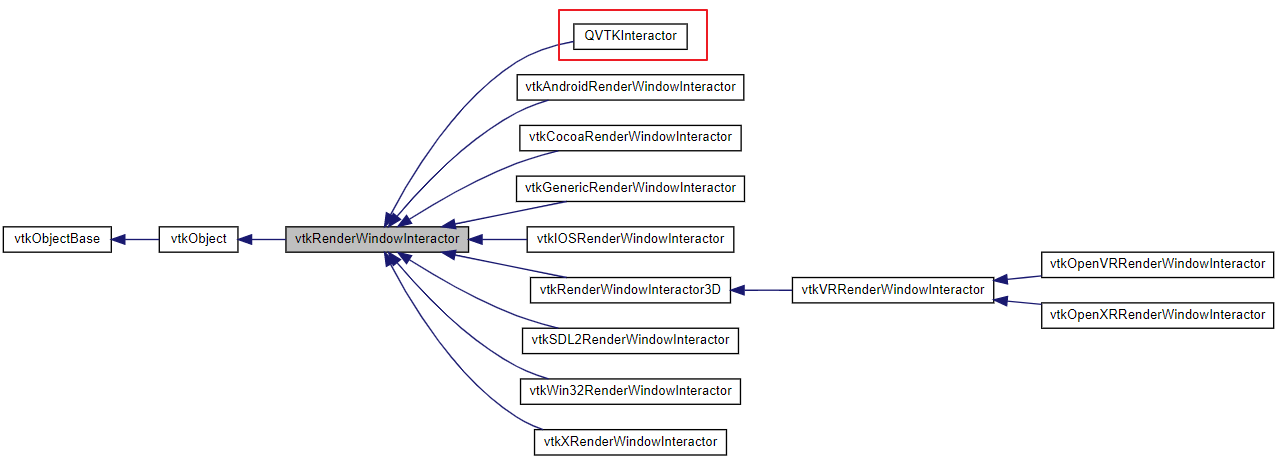 QVTKInteractor
vtkAndroidRenderWindowInteractor
vtkCocoaRenderWindowInteractor
vtkGenericRenderWindowInteractor
vtkObjectBase
vtkObject
vtkRenderWindowInteractor
vtkIOSRenderWindowInteractor
vtkRenderWindowInteractor3D
vtkVRRenderWindowInteractor
vtkOpenVRRenderWindowInteractor
vtkOpenXRRenderWindowInteractor
vtkSDL2RenderWindowInteractor
vtkWin32RenderWindowInteractor
vtkXRenderWindowInteractor